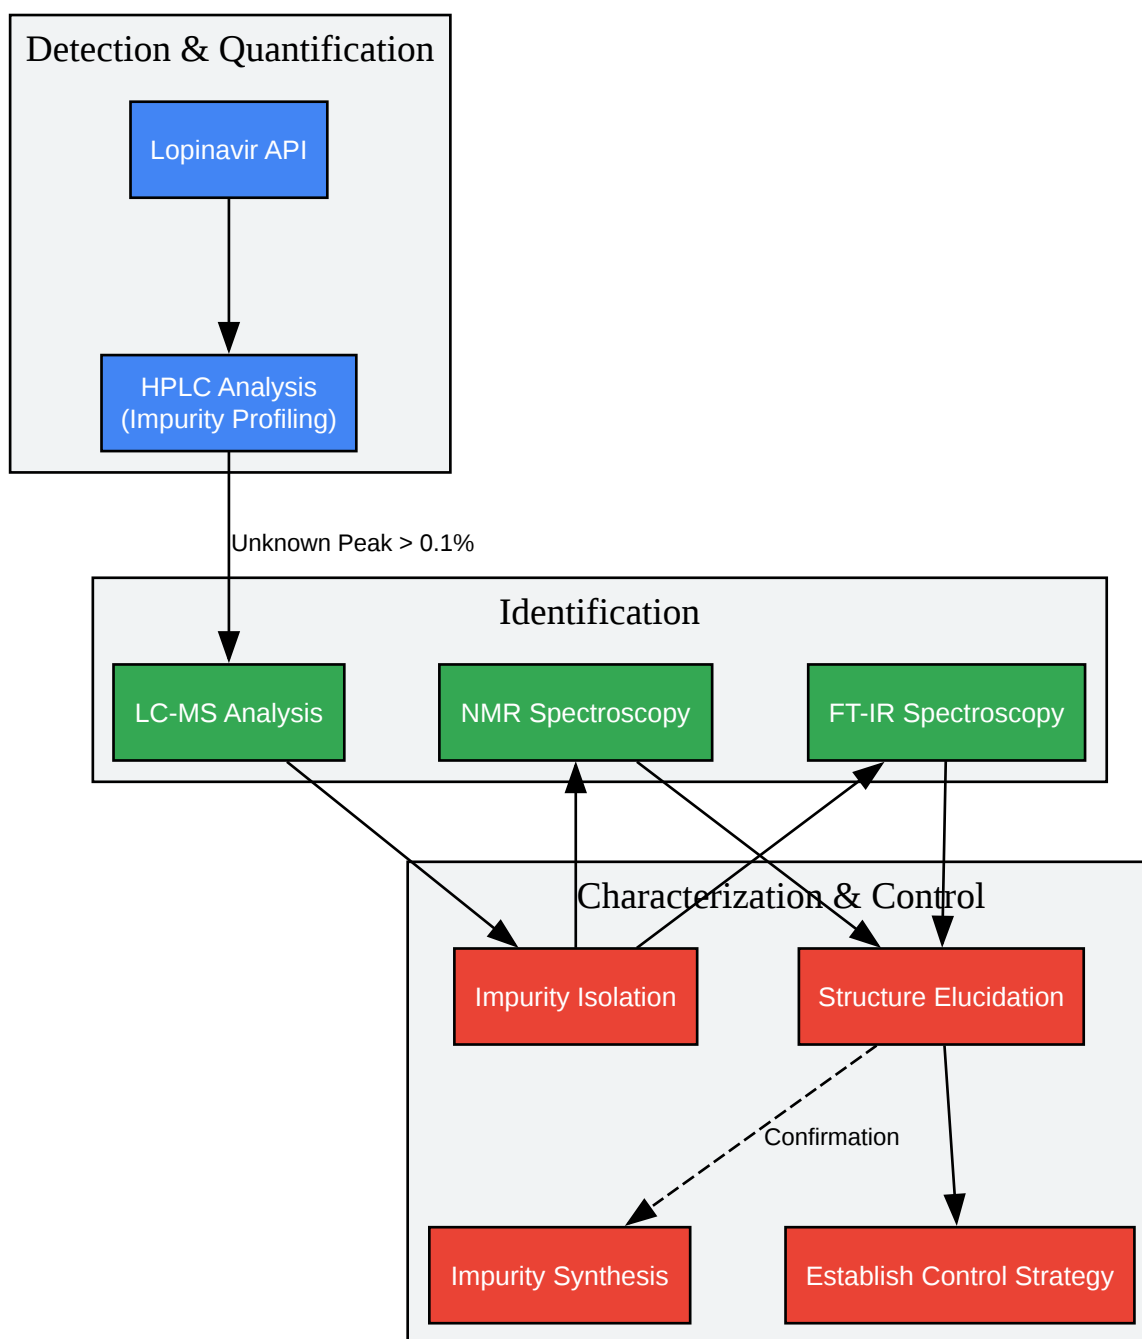 Detection & Quantification
Lopinavir API
HPLC Analysis
(Impurity Profiling)
Unknown Peak > 0.1%
Identification
LC-MS Analysis
NMR Spectroscopy
FT-IR Spectroscopy
Characterization & Control
Impurity Isolation
Structure Elucidation
Confirmation
Impurity Synthesis
Establish Control Strategy